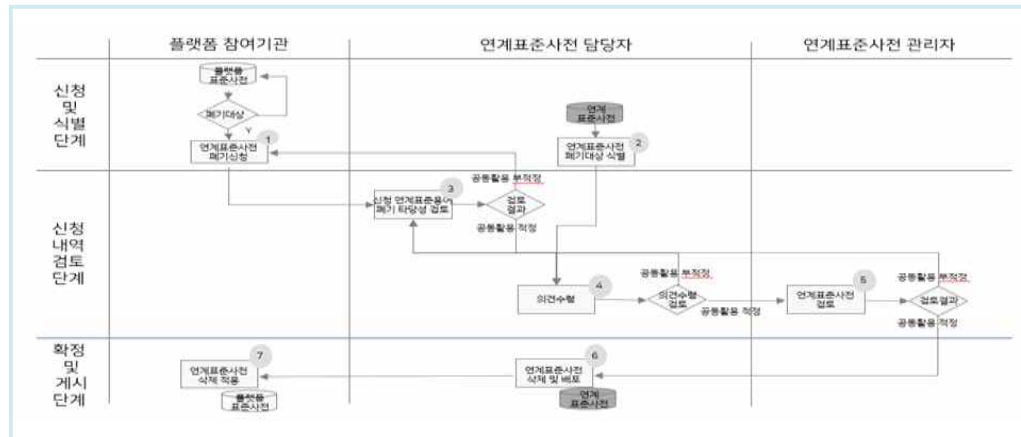 플랫폼 참여기관
연계표준사전 담당자
연계표준사전 관리자
신청
및
식별
단계
플랫폼
표준사전
폐기대상
Y
1
연계표준사전
폐기신청
연계
표준사전
2
연계표준사전
폐기대상 식별
신청
내역
검토
단계
3
신청 연계표준용어
폐기 타당성 검토
공동활용 부적정
검토
결과
공동활용 적정
의견수렴
4
공동활용 부적정
의견수렴
검토
공동활용 적정
5
연계표준사전
검토
공동활용 부적정
검토결과
공동활용 적정
확정
및
게시
단계
7
연계표준사전
삭제 적용
플랫폼
표준사전
6
연계표준사전
삭제 및 배포
연계
표준사전